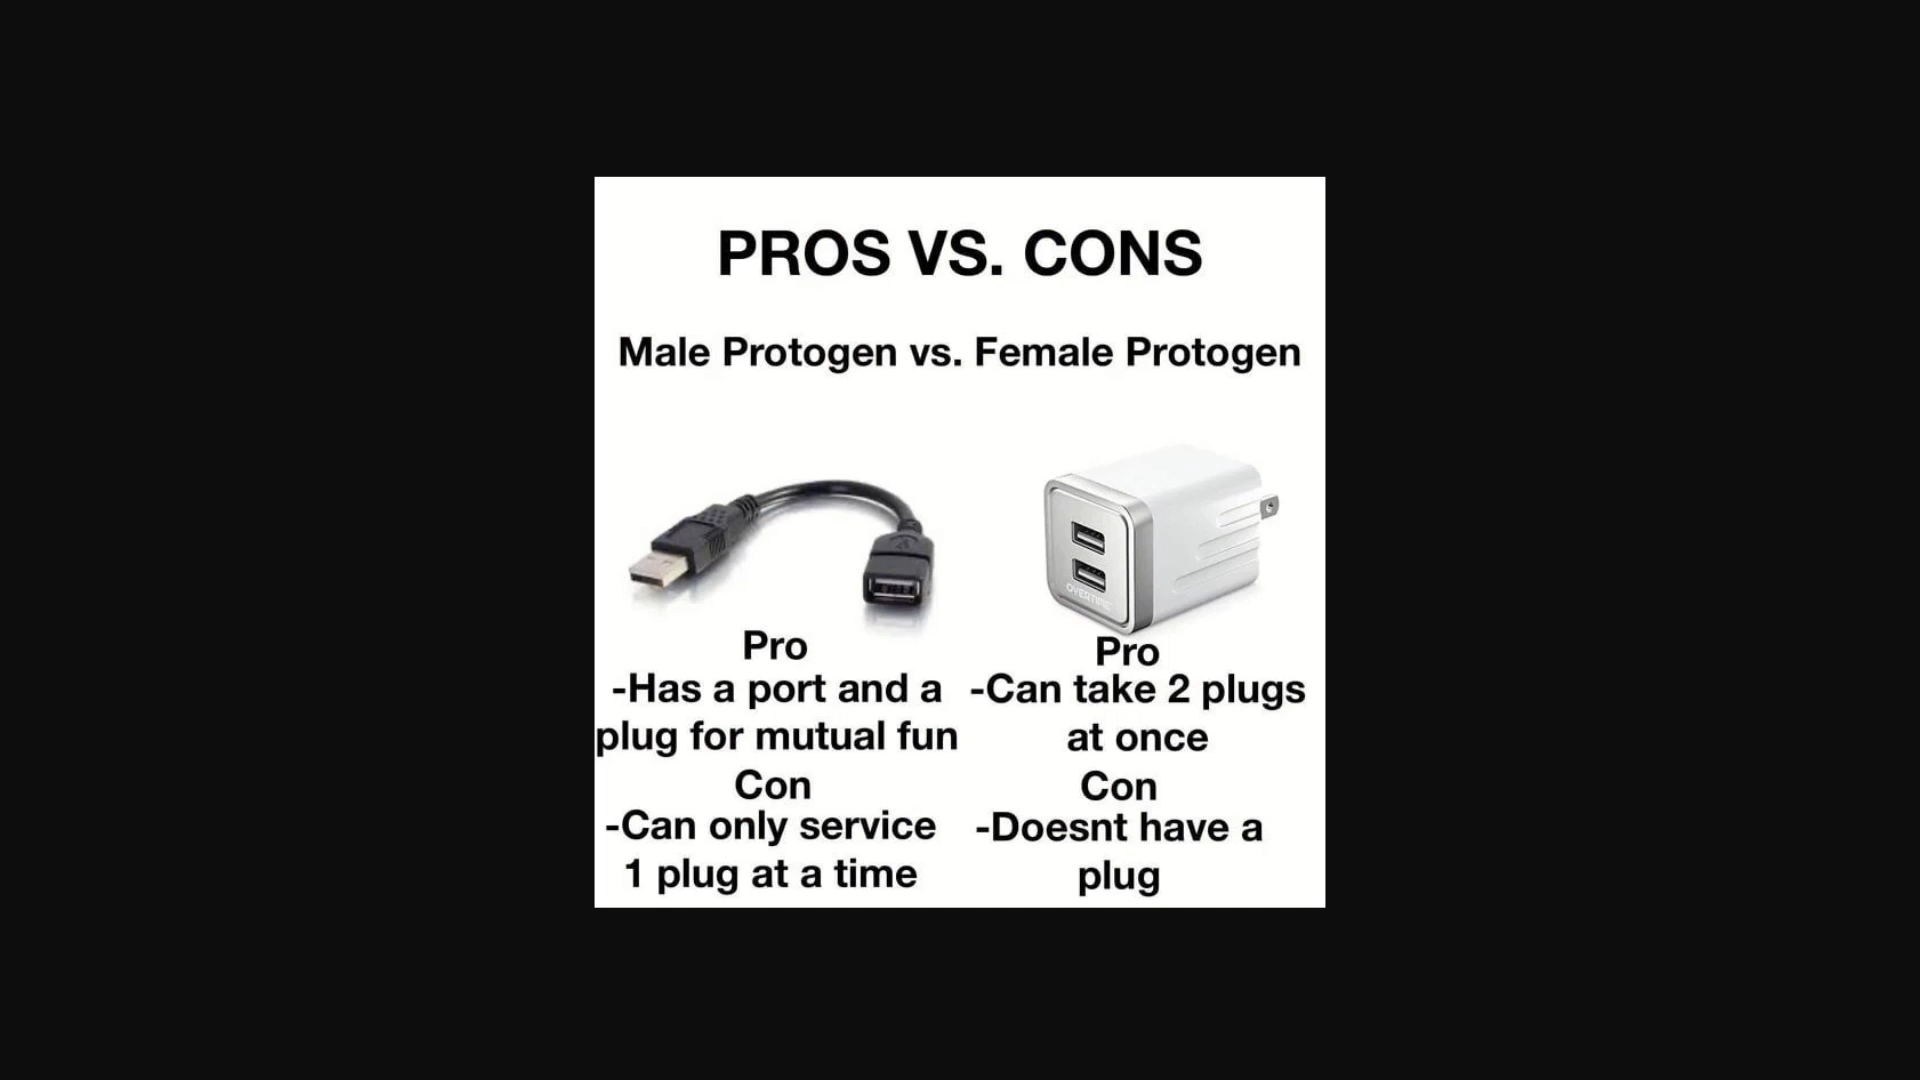 PROS VS. CONS
Male Protogen vs. Female Protogen
OVERTIME
Pro
-Has a port and a
plug for mutual fun
Con
-Can only service
1 plug at a time
Pro
-Can take 2 plugs
at once
Con
-Doesnt have a
plug